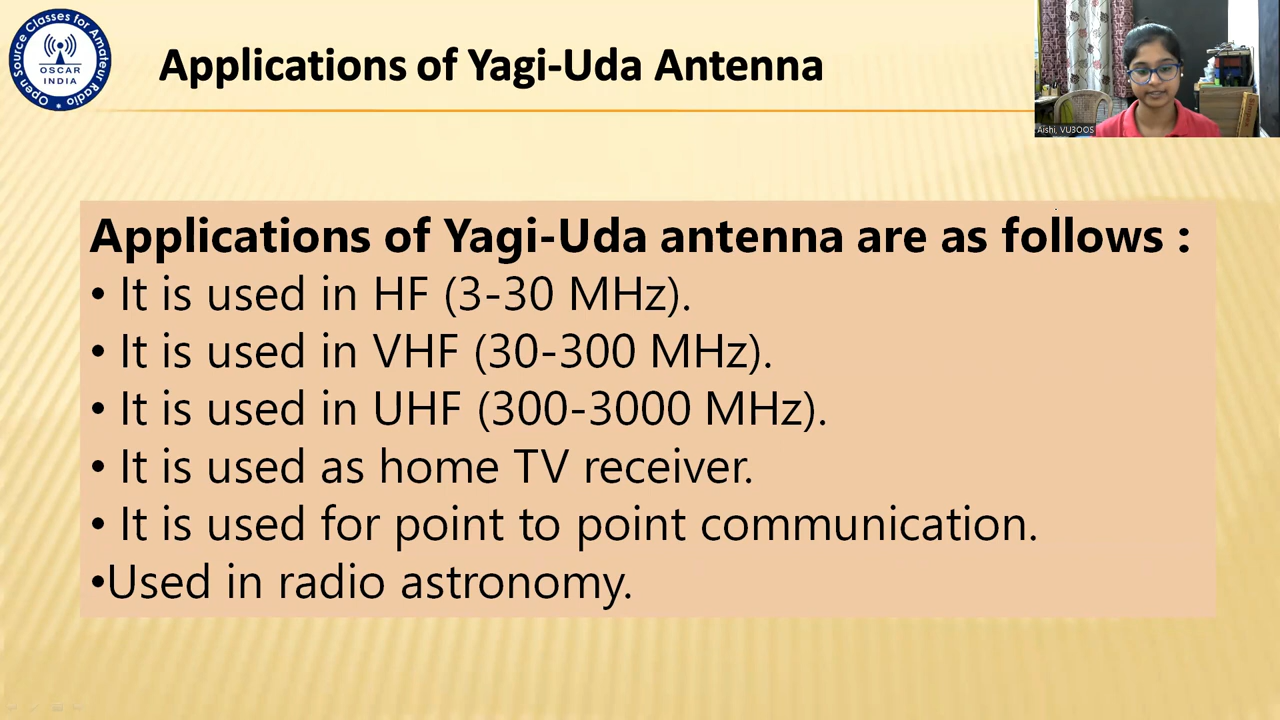 Open Source Classes for Amateur Radio
OSCAR
INDIA
Applications of Yagi-Uda Antenna
Aishi, VU3OOS
Applications of Yagi-Uda antenna are as follows :
• It is used in HF (3-30 MHz).
• It is used in VHF (30-300 MHz).
• It is used in UHF (300-3000 MHz).
• It is used as home TV receiver.
• It is used for point to point communication.
•Used in radio astronomy.